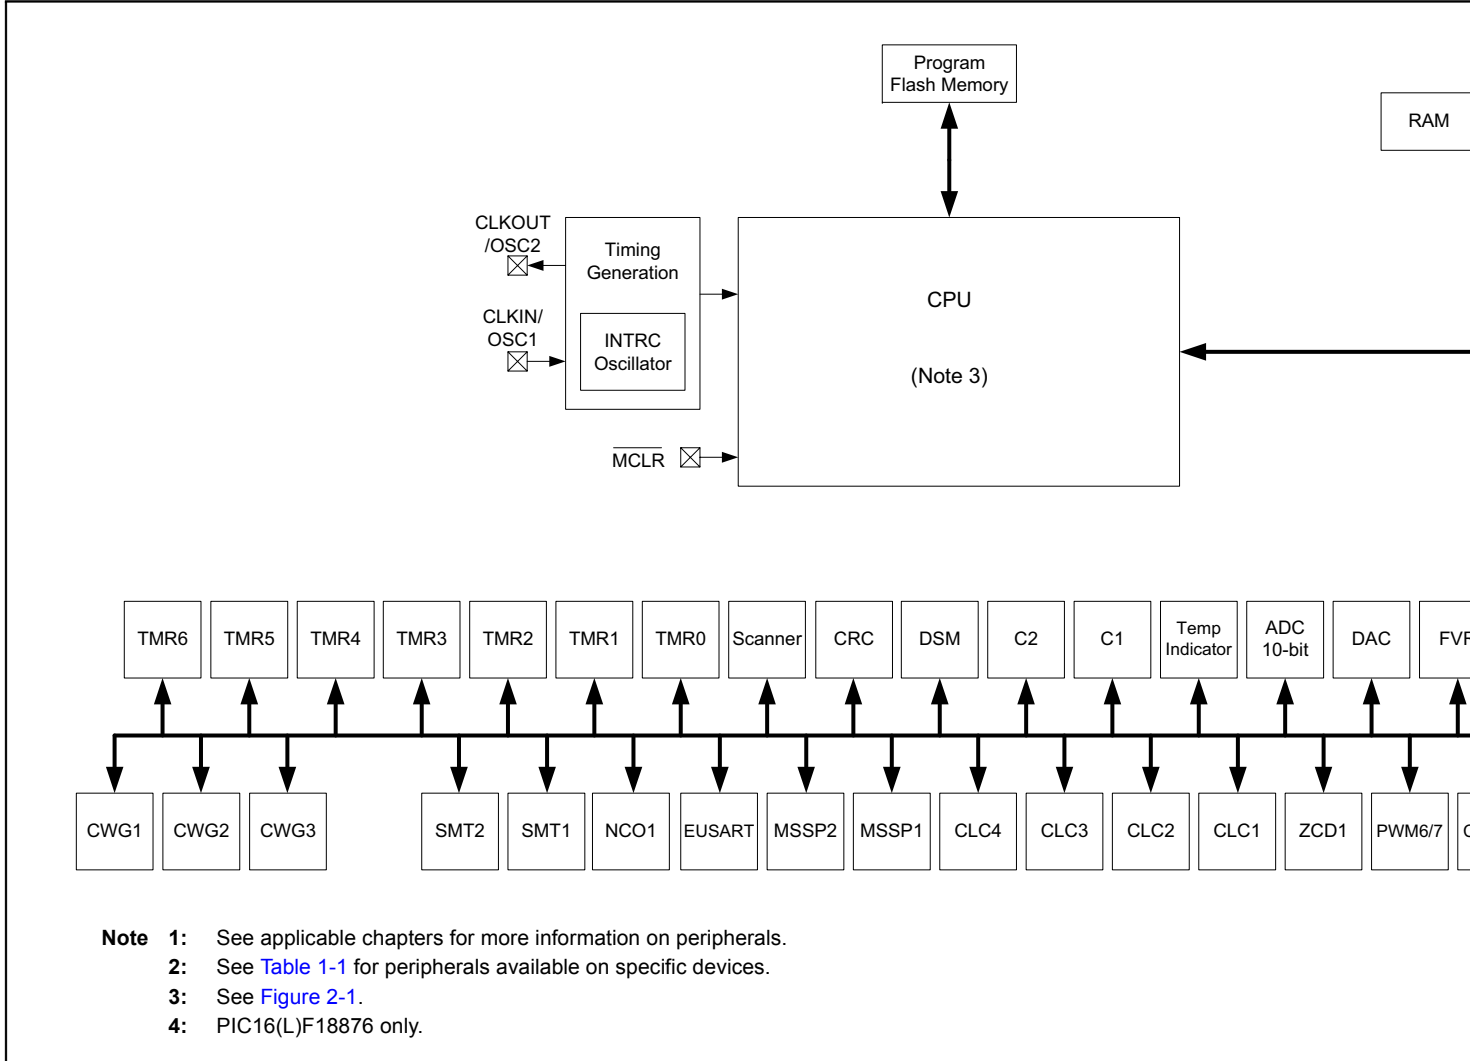 Program
Flash Memory
RAM
CLKOUT
/OSC2
Timing
Generation
CLKIN/
OSC1
INTRC
Oscillator
CPU
(Note 3)
MCLR
TMR6
TMR5
TMR4
TMR3
TMR2
TMR1
TMR0
Scanner
CRC
DSM
C2
C1
Temp
Indicator
ADC
10-bit
DAC
CWG1
CWG2
CWG3
SMT2
SMT1
NCO1
EUSART
MSSP2
MSSP1
CLC4
CLC3
CLC2
CLC1
ZCD1
PWM6/7
Note 1: See applicable chapters for more information on peripherals.
2: See Table 1-1 for peripherals available on specific devices.
3: See Figure 2-1.
4: PIC16(L)F18876 only.